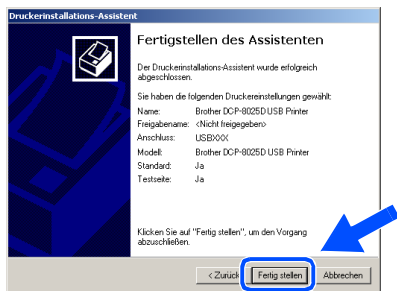 Druckerinstallations-Assistent
Fertigstellen des Assistenten
Der Druckerinstallations-Assistent wurde erfolgreich
abgeschlossen.
Sie haben die folgenden Druckereinstellungen gewählt:
Name: Brother DCP-8025D USB Printer
Freigabename: <Nicht freigegeben>
Anschluss: USBXXX
Modell: Brother DCP-8025D USB Printer
Standard: Ja
Testseite: Ja
Klicken Sie auf "Fertig stellen", um den Vorgang
abzuschließen.
< Zurück Fertig stellen Abbrechen